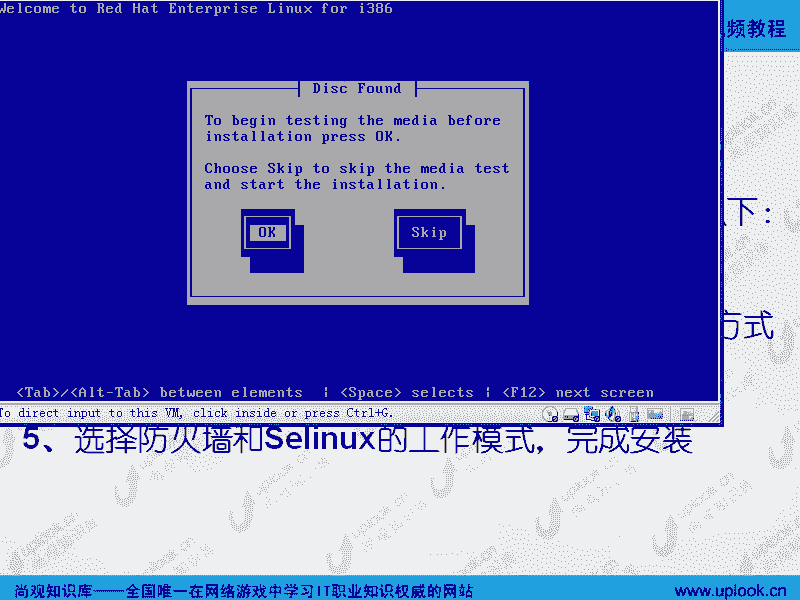 Welcome to Red Hat Enterprise Linux for i386
频教程
Disc Found
To begin testing the media before
installation press OK.
Choose Skip to skip the media test
and start the installation.
下：
OK
Skip
方式
<Tab>/<Alt-Tab> between elements | <Space> selects | <F12> next screen
To direct input to this VM, click inside or press Ctrl+G.
5、选择防火墙和Selinux的工作模式，完成安装
尚观知识库——全国唯一在网络游戏中学习IT职业知识权威的网站
www.uplook.cn